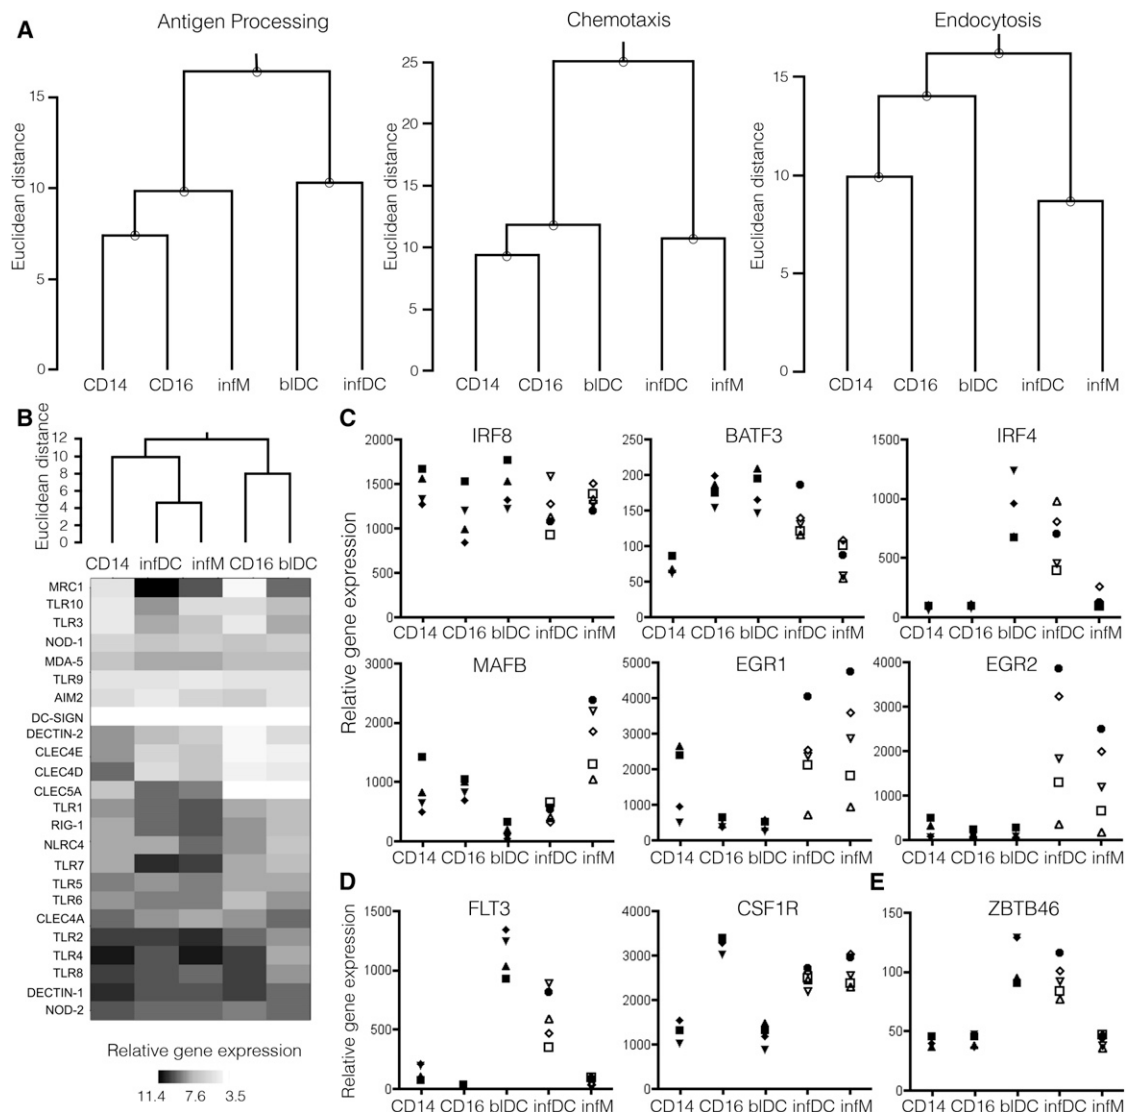 A
Antigen Processing
Chemotaxis
Endocytosis
Euclidean distance
15
10
5
0
CD14 CD16 infM blDC infDC
Euclidean distance
25
20
15
10
5
0
CD14 CD16 blDC infDC infM
Euclidean distance
15
10
5
0
CD14 CD16 blDC infDC infM
B
Euclidean distance
12
10
8
6
4
2
0
CD14 infDC infM CD16 blDC
MRC1
TLR10
TLR3
NOD-1
MDA-5
TLR9
AIM2
DC-SIGN
DECTIN-2
CLEC4E
CLEC4D
CLEC5A
TLR1
RIG-1
NLRC4
TLR7
TLR5
TLR6
CLEC4A
TLR2
TLR4
TLR8
DECTIN-1
NOD-2
Relative gene expression
11.4 7.6 3.5
C
Relative gene expression
IRF8
2000
1500
1000
500
0
CD14 CD16 blDC infDC infM
BATF3
250
200
150
100
50
0
CD14 CD16 blDC infDC infM
IRF4
1500
1000
500
0
CD14 CD16 blDC infDC infM
MAFB
3000
2000
1000
0
CD14 CD16 blDC infDC infM
EGR1
5000
4000
3000
2000
1000
0
CD14 CD16 blDC infDC infM
EGR2
4000
3000
2000
1000
0
CD14 CD16 blDC infDC infM
D
Relative gene expression
FLT3
1500
1000
500
0
CD14 CD16 blDC infDC infM
CSF1R
4000
3000
2000
1000
0
CD14 CD16 blDC infDC infM
E
ZBTB46
150
100
50
0
CD14 CD16 blDC infDC infM